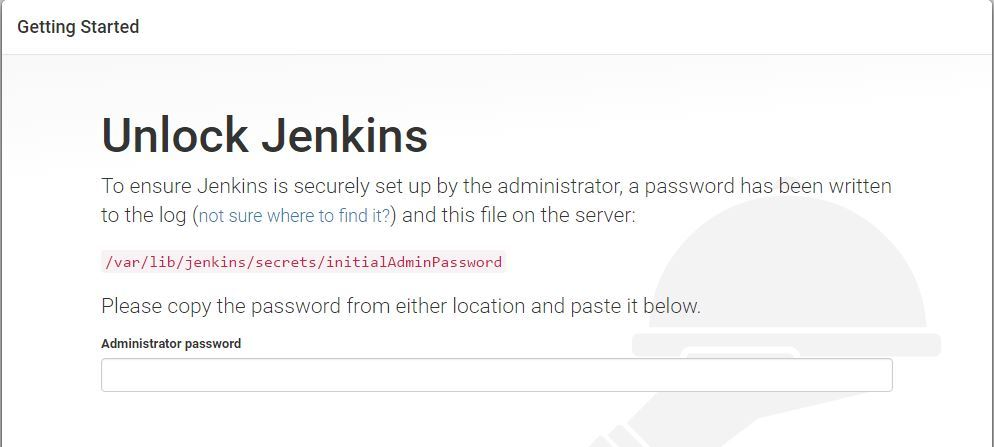 Getting Started
Unlock Jenkins
To ensure Jenkins is securely set up by the administrator, a password has been written
to the log (not sure where to find it?) and this file on the server:
/var/lib/jenkins/secrets/initialAdminPassword
Please copy the password from either location and paste it below.
Administrator password